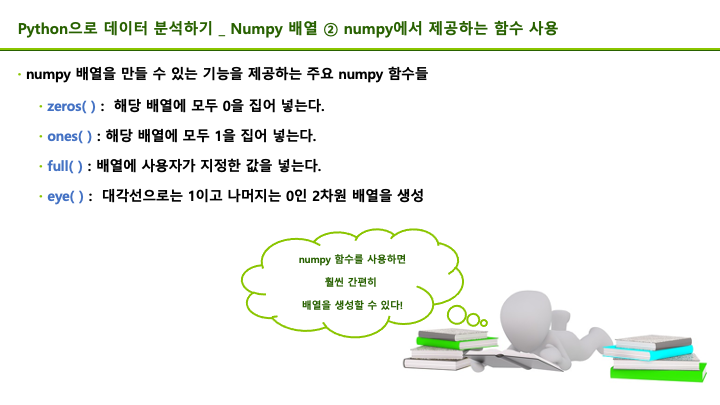 Python으로 데이터 분석하기 _ Numpy 배열 ② numpy에서 제공하는 함수 사용
· numpy 배열을 만들 수 있는 기능을 제공하는 주요 numpy 함수들
· zeros( ) : 해당 배열에 모두 0을 집어 넣는다.
· ones( ) : 해당 배열에 모두 1을 집어 넣는다.
· full( ) : 배열에 사용자가 지정한 값을 넣는다.
· eye( ) : 대각선으로는 1이고 나머지는 0인 2차원 배열을 생성
numpy 함수를 사용하면
훨씬 간편히
배열을 생성할 수 있다!